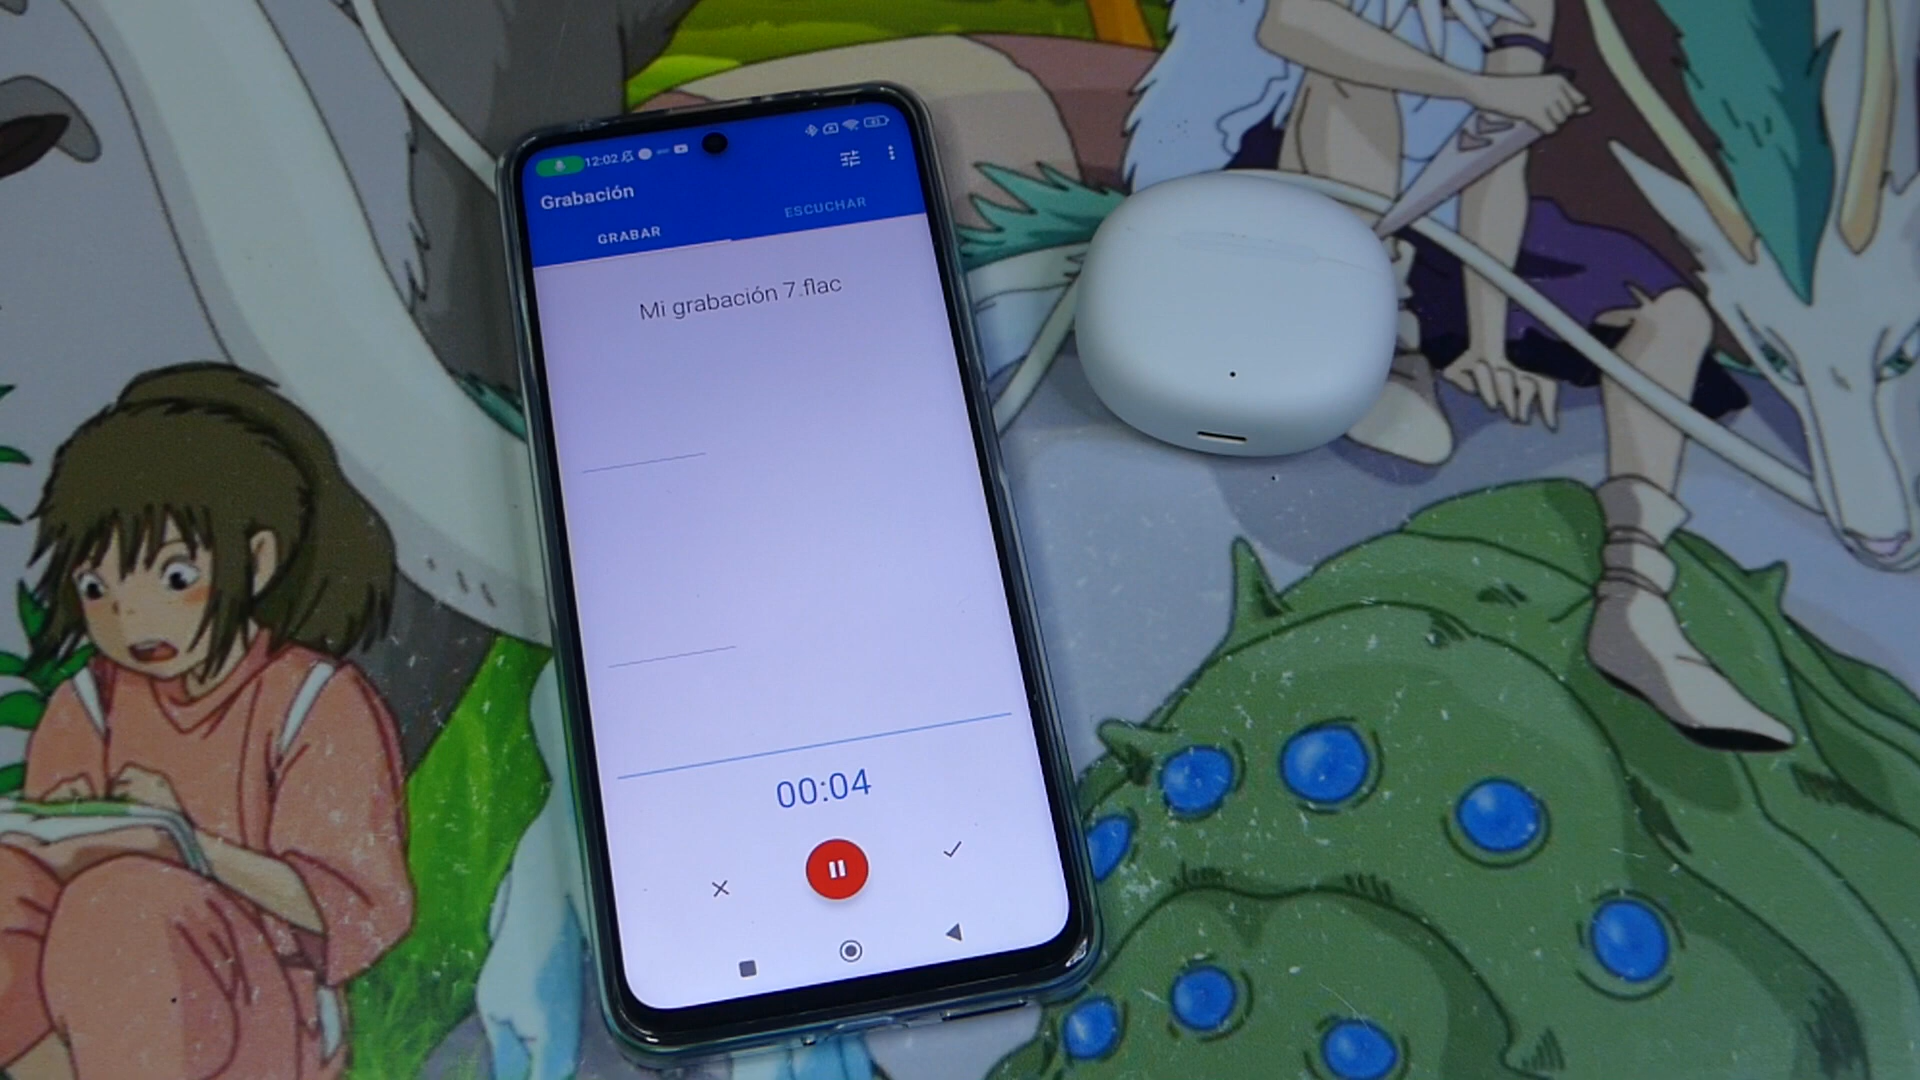 12:02
Grabación
GRABAR
ESCUCHAR
Mi grabación 7.flac
00:04